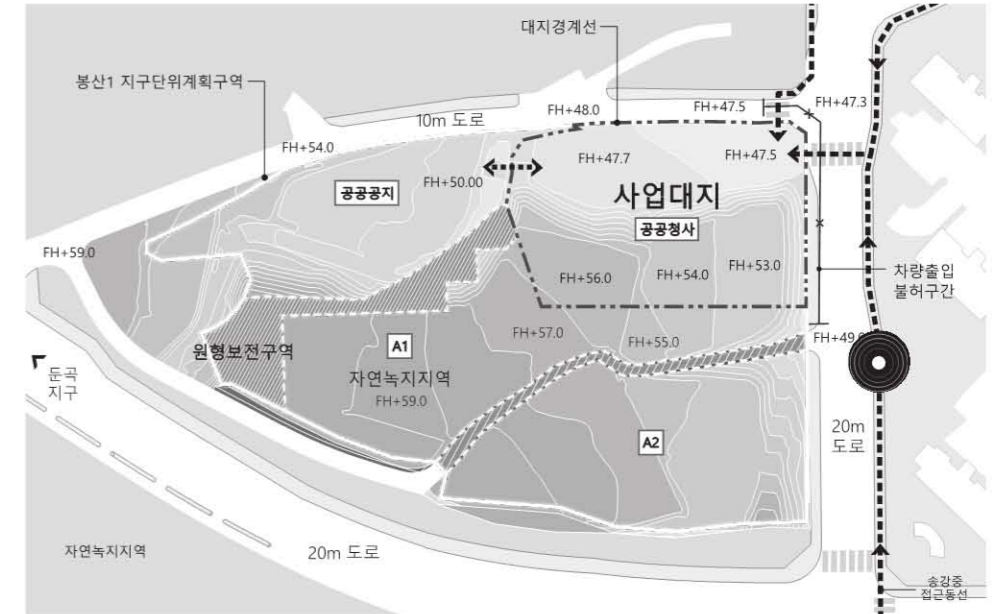 대지경계선
봉산1 지구단위계획구역
FH+48.0
FH+47.5
FH+47.3
10m 도로
FH+54.0
FH+47.7
FH+47.5
FH+50.00
공공공지
사업대지
공공청사
FH+59.0
FH+56.0
FH+54.0
FH+53.0
차량출입
불허구간
FH+57.0
FH+55.0
FH+49
원형보전구역
A1
둔곡
지구
자연녹지지역
FH+59.0
20m
도로
A2
자연녹지지역
20m 도로
송강중
접근동선